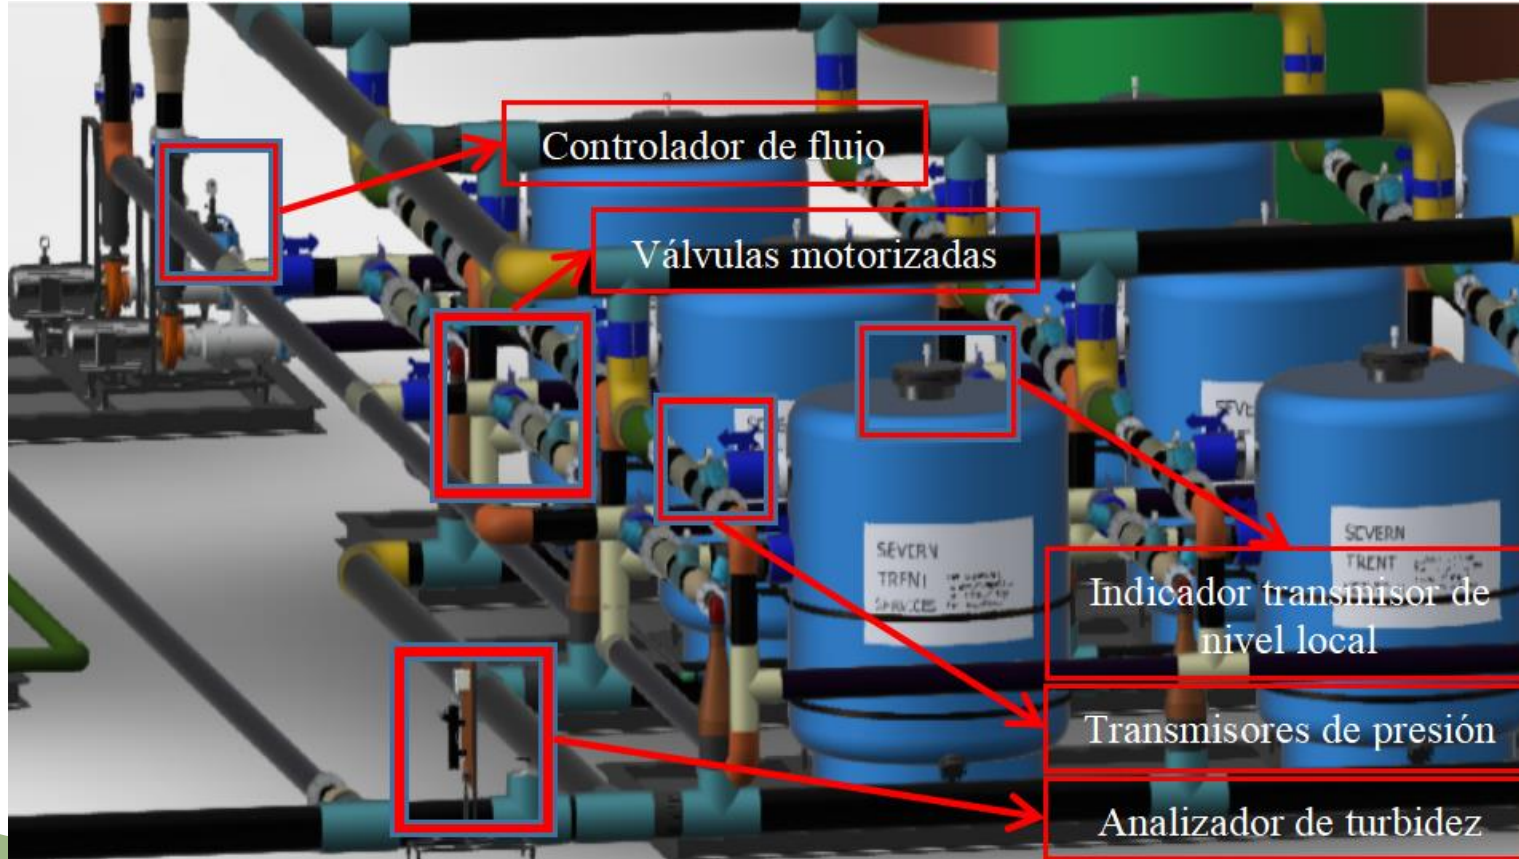 Controlador de flujo
Válvulas motorizadas
SEVERN
TRENT
SERVICES
SEVERN
TRENT
Indicador transmisor de
nivel local
Transmisores de presión
Analizador de turbidez